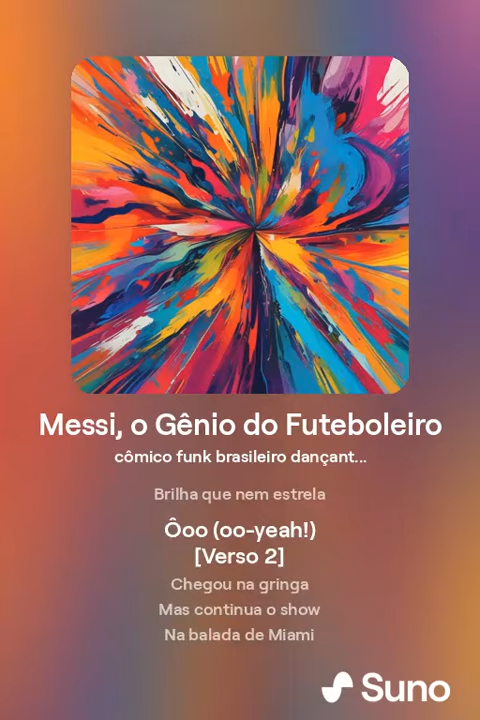 Messi, o Gênio do Futeboleiro
cômico funk brasileiro dançant...
Brilha que nem estrela
Ôoo (oo-yeah!)
[Verso 2]
Chegou na gringa
Mas continua o show
Na balada de Miami
Suno